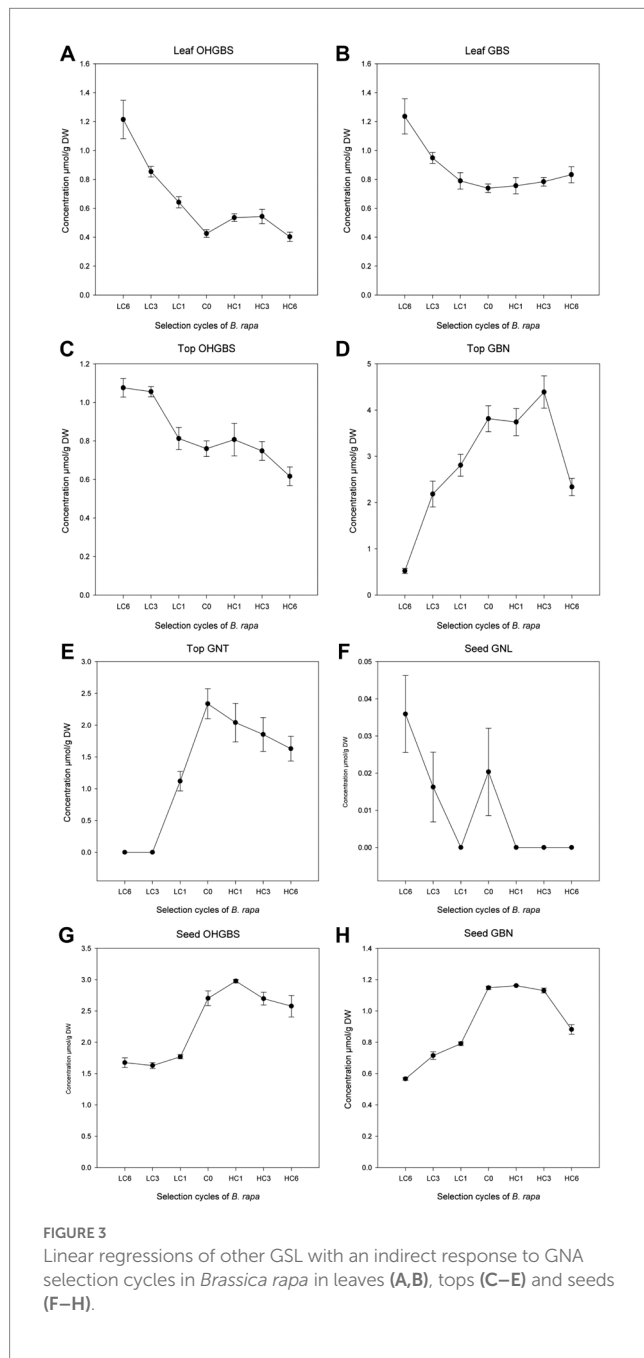 A
Leaf OHGBS
Concentration µmol/g DW
1.6
1.4
1.2
1.0
0.8
0.6
0.4
0.2
0.0
LC6 LC3 LC1 C0 HC1 HC3 HC6
Selection cycles of B. rapa
B
Leaf GBS
Concentration µmol/g DW
1.6
1.4
1.2
1.0
0.8
0.6
0.4
0.2
0.0
LC6 LC3 LC1 C0 HC1 HC3 HC6
Selection cycles of B. rapa
C
Top OHGBS
Concentration µmol/g DW
1.2
1.0
0.8
0.6
0.4
0.2
0.0
LC6 LC3 LC1 C0 HC1 HC3 HC6
Selection cycles of B. rapa
D
Top GBN
Concentration µmol/g DW
5
4
3
2
1
0
LC6 LC3 LC1 C0 HC1 HC3 HC6
Selection cycles of B. rapa
E
Top GNT
Concentration µmol/g DW
3.0
2.5
2.0
1.5
1.0
0.5
0.0
LC6 LC3 LC1 C0 HC1 HC3 HC6
Selection cycles of B. rapa
F
Seed GNL
Concentration µmol/g DW
0.05
0.04
0.03
0.02
0.01
0.00
LC6 LC3 LC1 C0 HC1 HC3 HC6
Selection cycles of B. rapa
G
Seed OHGBS
Concentration µmol/g DW
3.5
3.0
2.5
2.0
1.5
1.0
0.5
0.0
LC6 LC3 LC1 C0 HC1 HC3 HC6
Selection cycles of B. rapa
H
Seed GBN
Concentration µmol/g DW
1.4
1.2
1.0
0.8
0.6
0.4
0.2
0.0
LC6 LC3 LC1 C0 HC1 HC3 HC6
Selection cycles of B. rapa
FIGURE 3
Linear regressions of other GSL with an indirect response to GNA
selection cycles in Brassica rapa in leaves (A,B), tops (C–E) and seeds
(F–H).